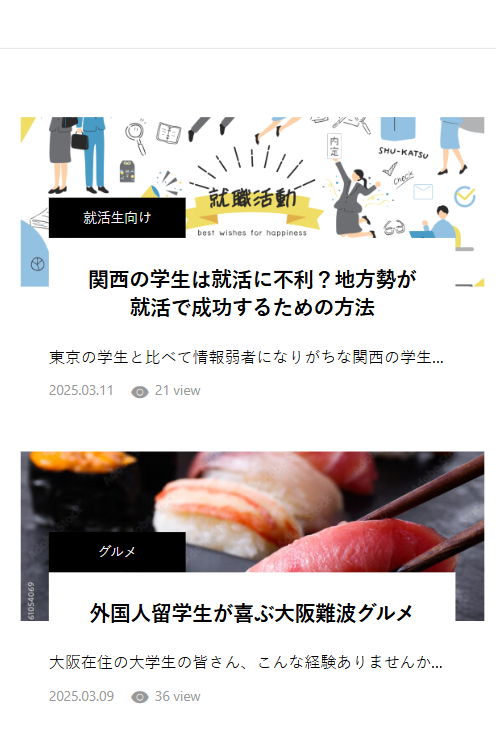 内定
SHU-KATSU
check
就職活動
best wishes for happiness
就活生向け
関西の学生は就活に不利？地方勢が
就活で成功するための方法
東京の学生と比べて情報弱者になりがちな関西の学生...
2025.03.11 21 view
グルメ
61054069
外国人留学生が喜ぶ大阪難波グルメ
大阪在住の大学生の皆さん、こんな経験ありませんか...
2025.03.09 36 view